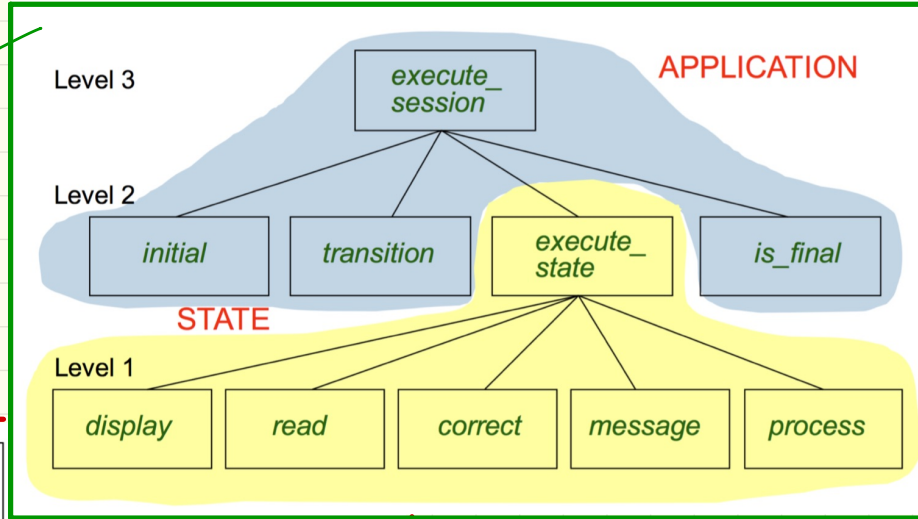 Level 3
execute_
session
APPLICATION
Level 2
initial
transition
execute_
state
is_final
STATE
Level 1
display
read
correct
message
process